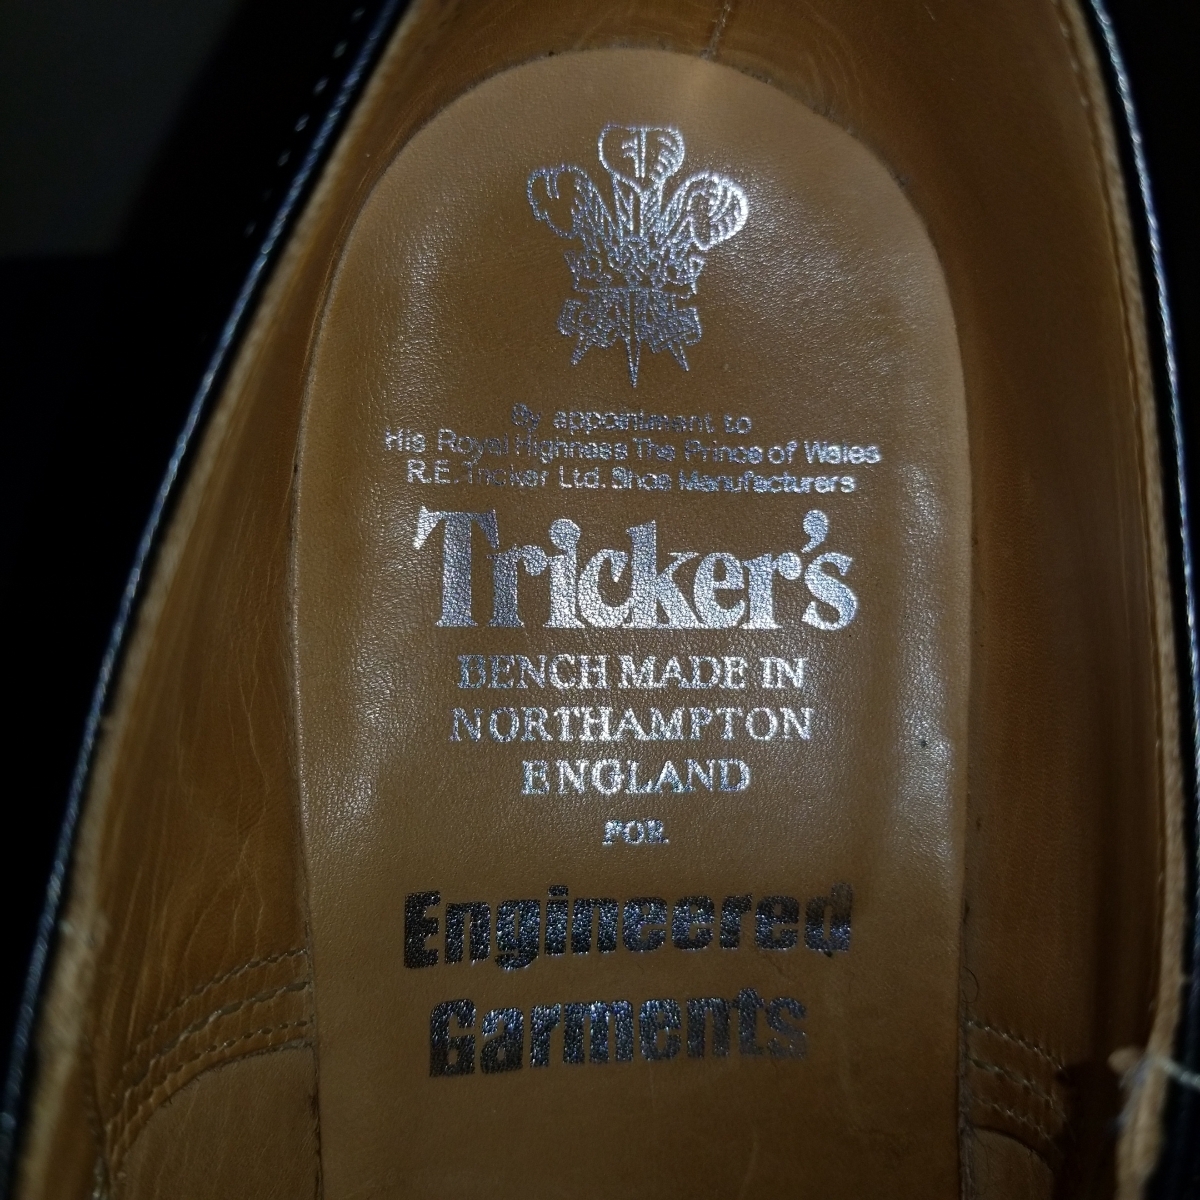 By appointment to
His Royal Highness The Prince of Wales
R.E. Tricker Ltd. Shoe Manufacturers
Tricker's
BENCH MADE IN
NORTHAMPTON
ENGLAND
FOR
Engineered
Garments